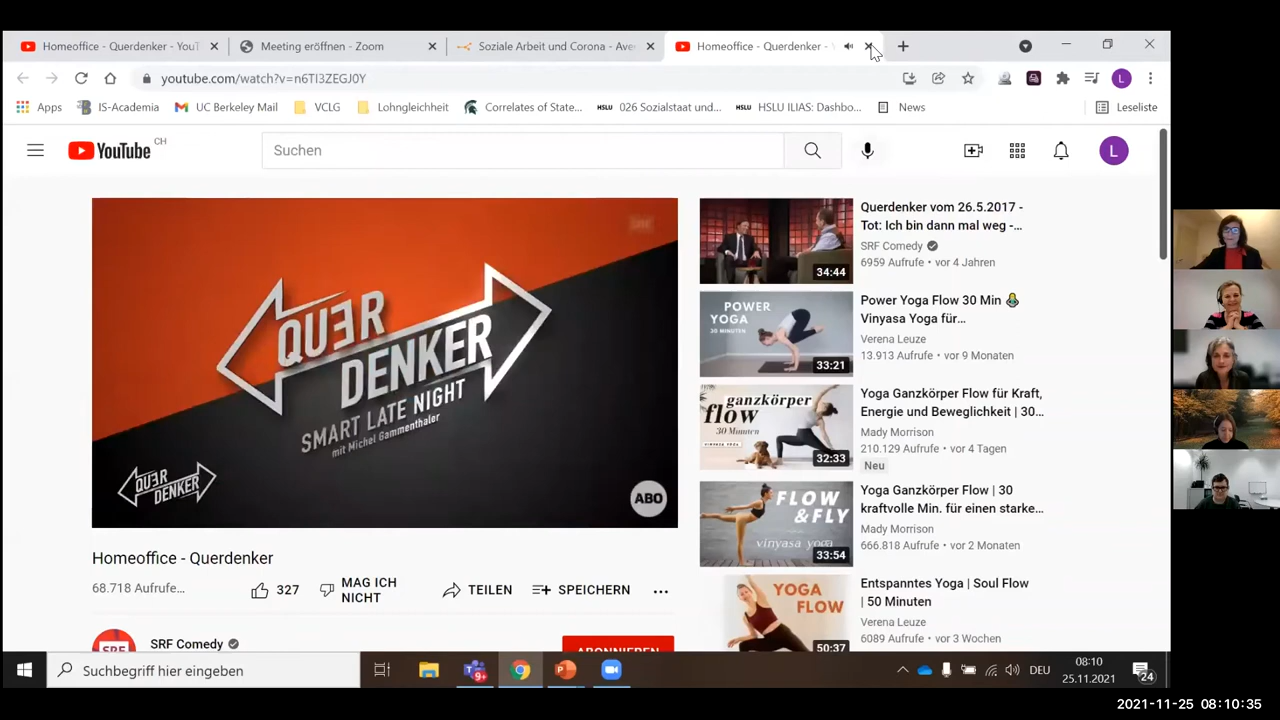 Homeoffice - Querdenker - YouT
Meeting eröffnen - Zoom
Soziale Arbeit und Corona - Ave
Homeoffice - Querdenker -
youtube.com/watch?v=n6TI3ZEGJ0Y
Apps
IS-Academia
UC Berkeley Mail
VCLG
Lohngleichheit
Correlates of State...
HSLU 026 Sozialstaat und...
HSLU HSLU ILIAS: Dashbo...
News
Leseliste
YouTube CH
Suchen
L
L
QUER
DENKER
SMART LATE NIGHT
mit Michel Gammenthaler
QUER
DENKER
ABO
Homeoffice - Querdenker
68.718 Aufrufe...
327
MAG ICH
NICHT
TEILEN
SPEICHERN
SRF Comedy
ABONNIEREN
34:44
Querdenker vom 26.5.2017 -
Tot: Ich bin dann mal weg -...
SRF Comedy
6959 Aufrufe • vor 4 Jahren
POWER
YOGA
30 MINUTEN
33:21
Power Yoga Flow 30 Min
Vinyasa Yoga für...
Verena Leuze
13.913 Aufrufe • vor 9 Monaten
ganzkörper
flow
30 Minuten
32:33
Yoga Ganzkörper Flow für Kraft,
Energie und Beweglichkeit | 30...
Mady Morrison
210.129 Aufrufe • vor 4 Tagen
Neu
FLOW
& FLY
vinyasa yoga
33:54
Yoga Ganzkörper Flow | 30
kraftvolle Min. für einen starke...
Mady Morrison
666.818 Aufrufe • vor 2 Monaten
YOGA
FLOW
50:37
Entspanntes Yoga | Soul Flow
| 50 Minuten
Verena Leuze
6089 Aufrufe • vor 3 Wochen
Suchbegriff hier eingeben
9+
DEU
08:10
25.11.2021
24
2021-11-25 08:10:35